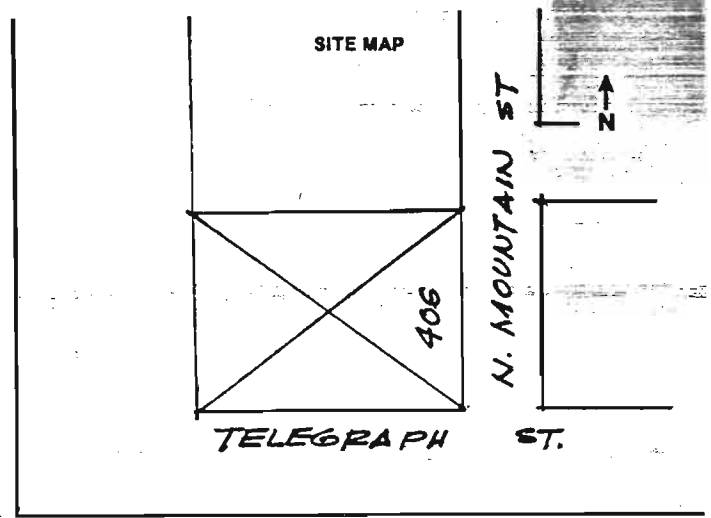 SITE MAP
N
N. MOUNTAIN ST
406
TELEGRAPH ST.